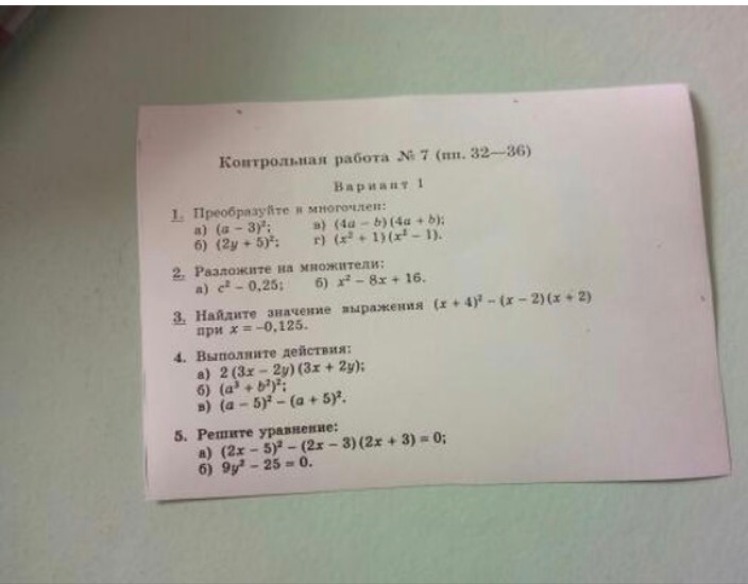 Контрольная работа № 7 (пп. 32—36)
Вариант 1
1. Преобразуйте в многочлен:
а) (a − 3)²; в) (4a − b)(4a + b);
б) (2y + 5)²; г) (x² + 1)(x² − 1).
2. Разложите на множители:
а) c² − 0,25; б) x² − 8x + 16.
3. Найдите значение выражения (x + 4)² − (x − 2)(x + 2)
при x = −0,125.
4. Выполните действия:
а) 2(3x − 2y)(3x + 2y);
б) (a³ + b²)²;
в) (a − 5)² − (a + 5)².
5. Решите уравнение:
а) (2x − 5)² − (2x − 3)(2x + 3) = 0;
б) 9y² − 25 = 0.